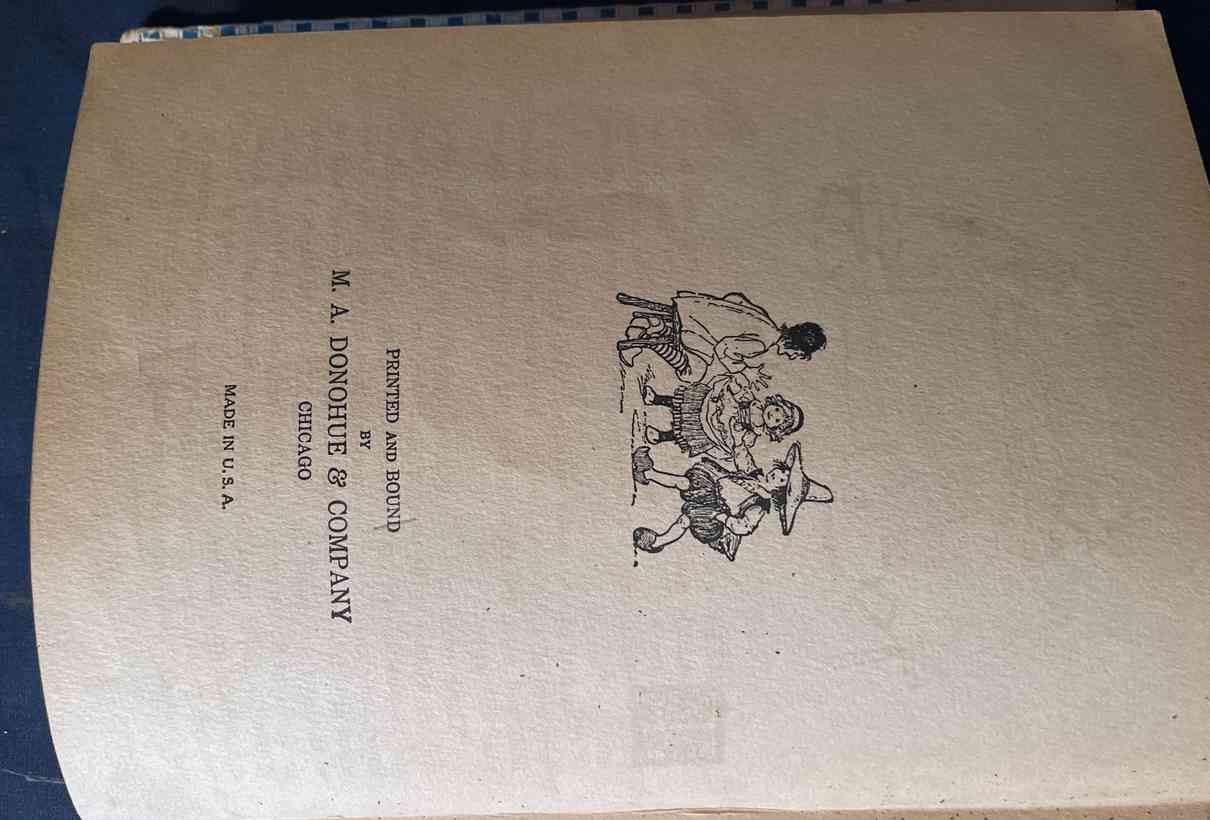 PRINTED AND BOUND
BY
M. A. DONOHUE & COMPANY
CHICAGO
MADE IN U. S. A.